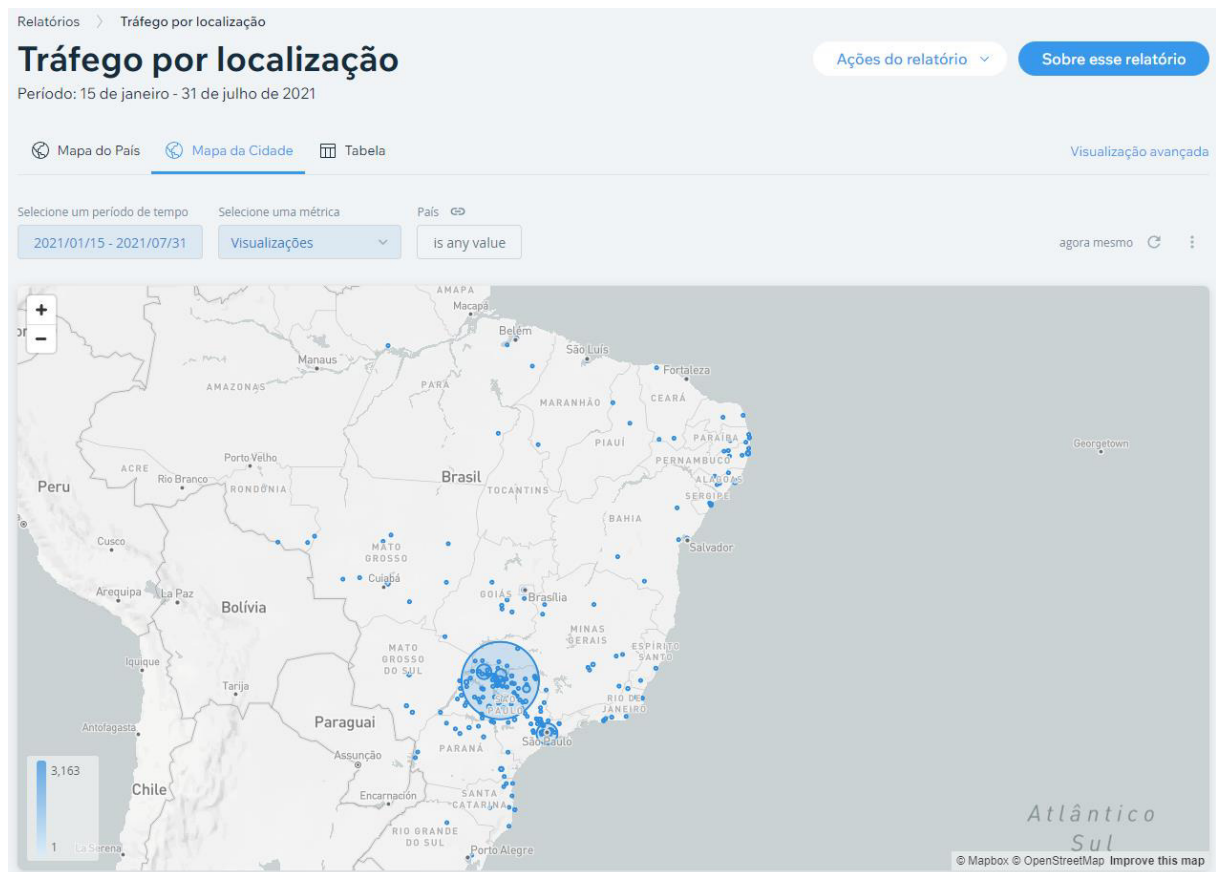 Relatórios > Tráfego por localização
Tráfego por localização
Ações do relatório
Sobre esse relatório
Período: 15 de janeiro - 31 de julho de 2021
Mapa do País
Mapa da Cidade
Tabela
Visualização avançada
Selecione um período de tempo
Selecione uma métrica
País
2021/01/15 - 2021/07/31
Visualizações
is any value
agora mesmo
+
−
AMAPÁ
Macapá
Belém
São Luís
Manaus
Fortaleza
AMAZONAS
PARÁ
MARANHÃO
CEARÁ
PIAUÍ
PARAÍBA
Georgetown
PERNAMBUCO
Porto Velho
ACRE
Rio Branco
RONDÔNIA
Peru
Brasil
TOCANTINS
ALAGOAS
SERGIPE
BAHIA
Cusco
MATO
GROSSO
Salvador
Cuiabá
Arequipa
La Paz
Bolívia
GOIÁS
Brasília
MINAS
GERAIS
MATO
GROSSO
DO SUL
ESPÍRITO
SANTO
Iquique
Tarija
SÃO
PAULO
RIO DE
JANEIRO
Antofagasta
Paraguai
São Paulo
PARANÁ
Assunção
3,163
Chile
Encarnación
SANTA
CATARINA
Atlântico
Sul
RIO GRANDE
DO SUL
1
La Serena
Porto Alegre
© Mapbox © OpenStreetMap Improve this map